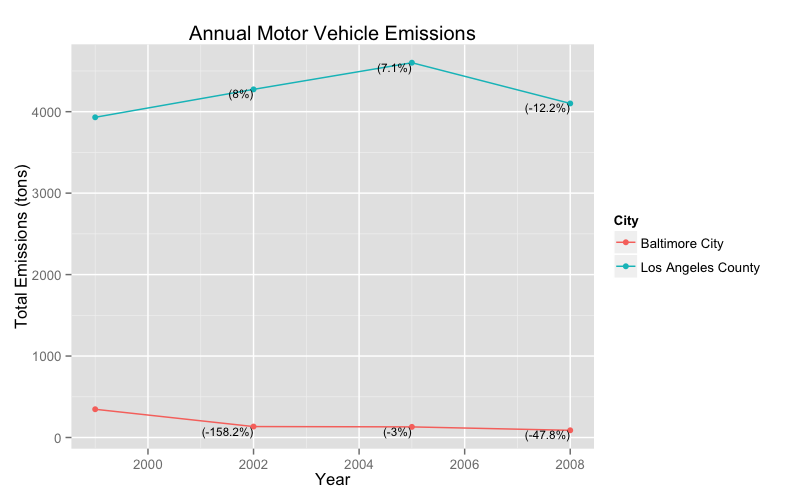 Annual Motor Vehicle Emissions
Total Emissions (tons)
4000
3000
2000
1000
0
(8%)
(7.1%)
(-12.2%)
(-158.2%)
(-3%)
(-47.8%)
2000
2002
2004
2006
2008
Year
City
Baltimore City
Los Angeles County